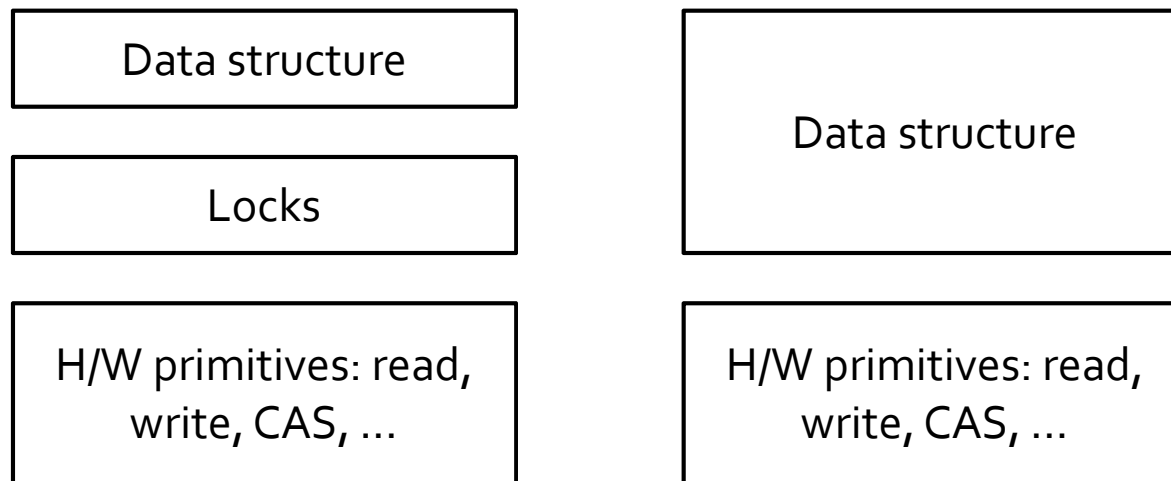 Data structure
Locks
H/W primitives: read,
write, CAS, ...
Data structure
H/W primitives: read,
write, CAS, ...